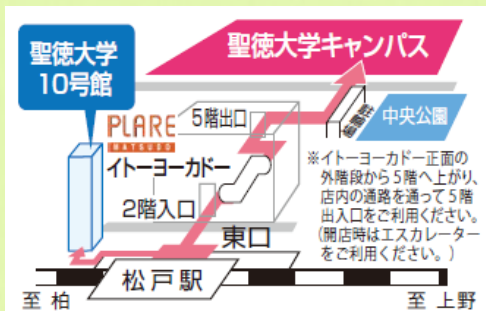 聖徳大学キャンパス
聖徳大学
10号館
PLARE
MATSUDO
5階出口
中央公園
イトーヨーカドー
2階入口
※イトーヨーカドー正面の
外階段から5階へ上がり、
店内の通路を通って5階
出入口をご利用ください。
(開店時はエスカレーター
をご利用ください。)
東口
松戸駅
至 柏
至 上野